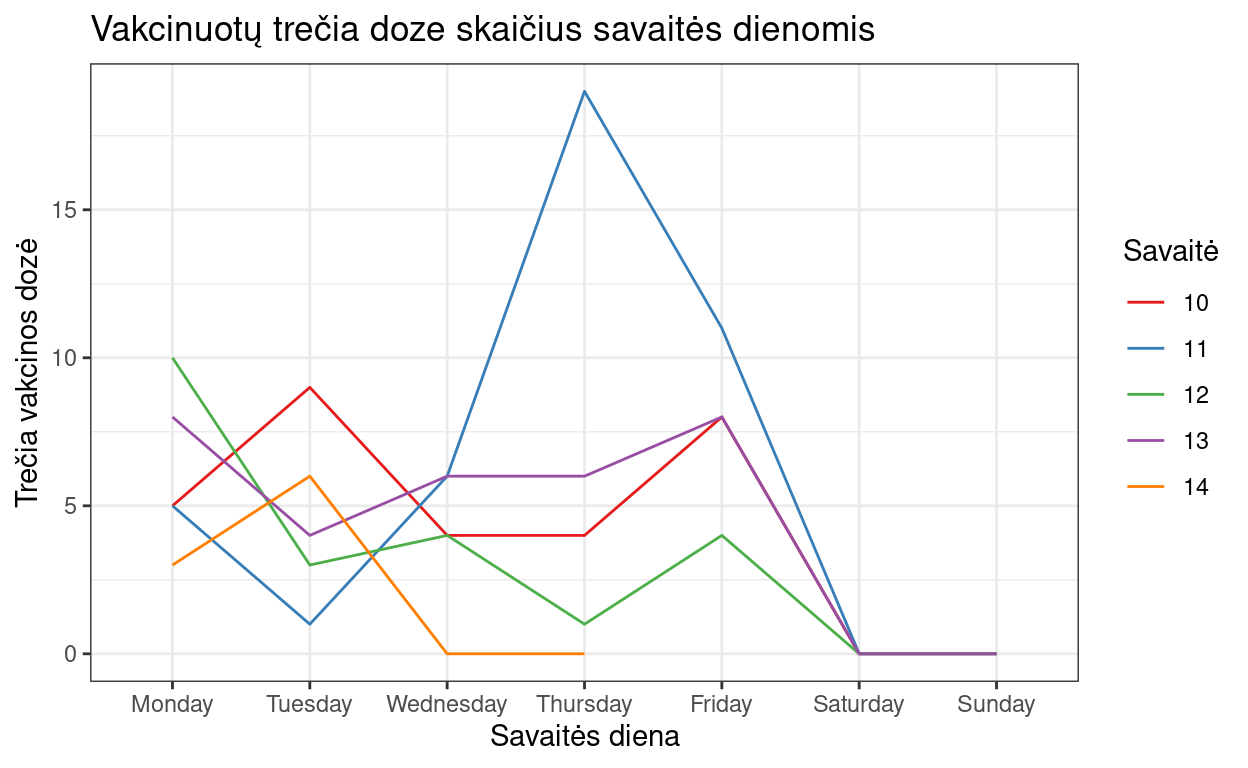 Vakcinuotų trečia doze skaičius savaitės dienomis
Trečia vakcinos dozė
15
10
5
0
Monday Tuesday Wednesday Thursday Friday Saturday Sunday
Savaitės diena
Savaitė
10
11
12
13
14